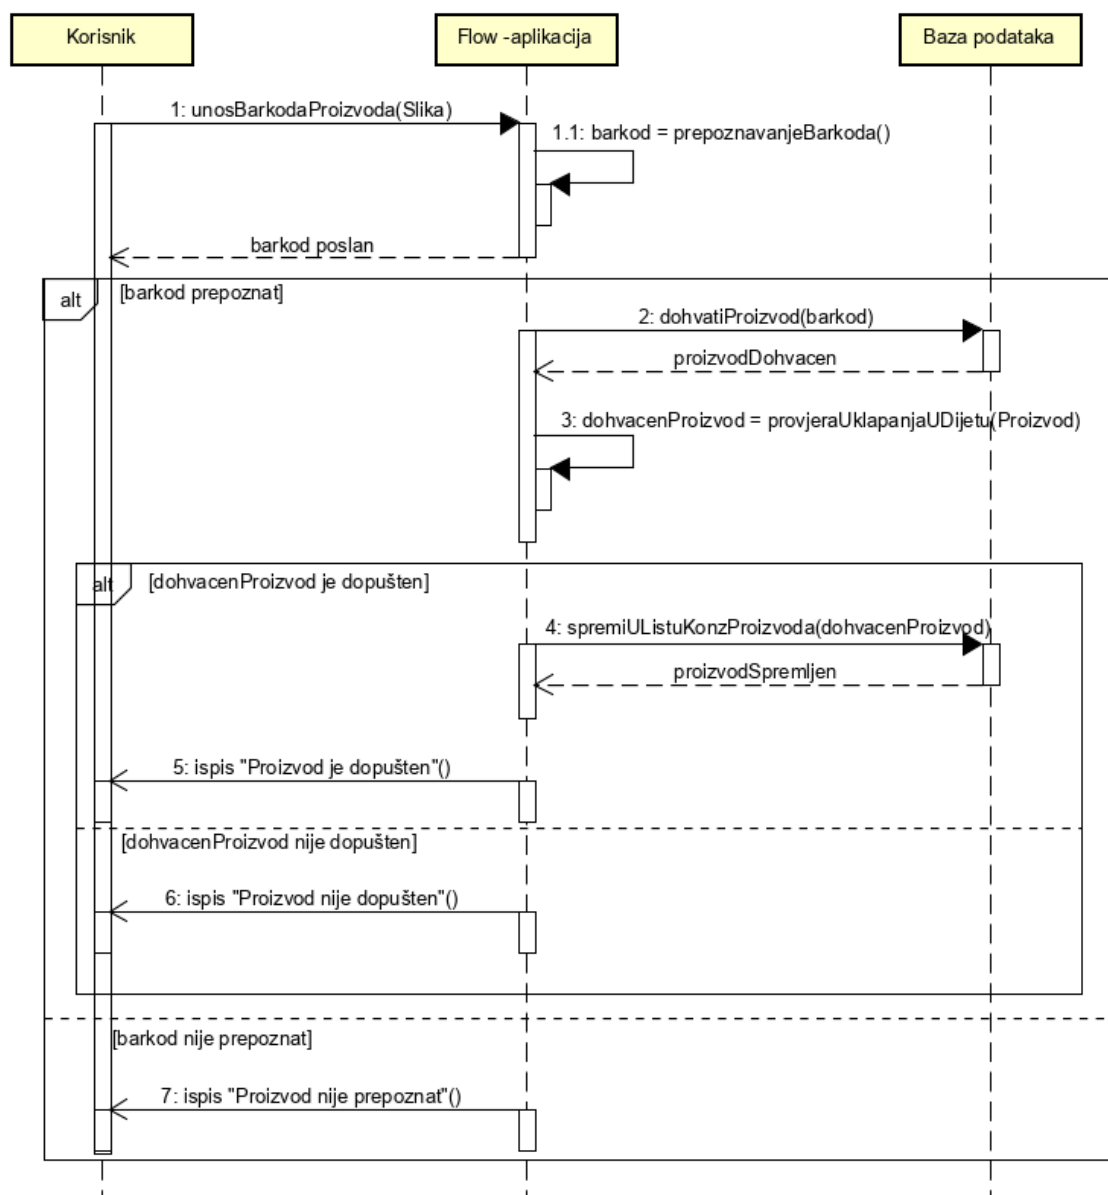 Korisnik
Flow -aplikacija
Baza podataka
1: unosBarkodaProizvoda(Slika)
1.1: barkod = prepoznavanjeBarkoda()
barkod poslan
alt
[barkod prepoznat]
2: dohvatiProizvod(barkod)
proizvodDohvacen
3: dohvacenProizvod = provjeraUklapanjaUDijetu(Proizvod)
alt
[dohvacenProizvod je dopušten]
4: spremiUListuKonzProizvoda(dohvacenProizvod)
proizvodSpremljen
5: ispis "Proizvod je dopušten"()
[dohvacenProizvod nije dopušten]
6: ispis "Proizvod nije dopušten"()
[barkod nije prepoznat]
7: ispis "Proizvod nije prepoznat"()